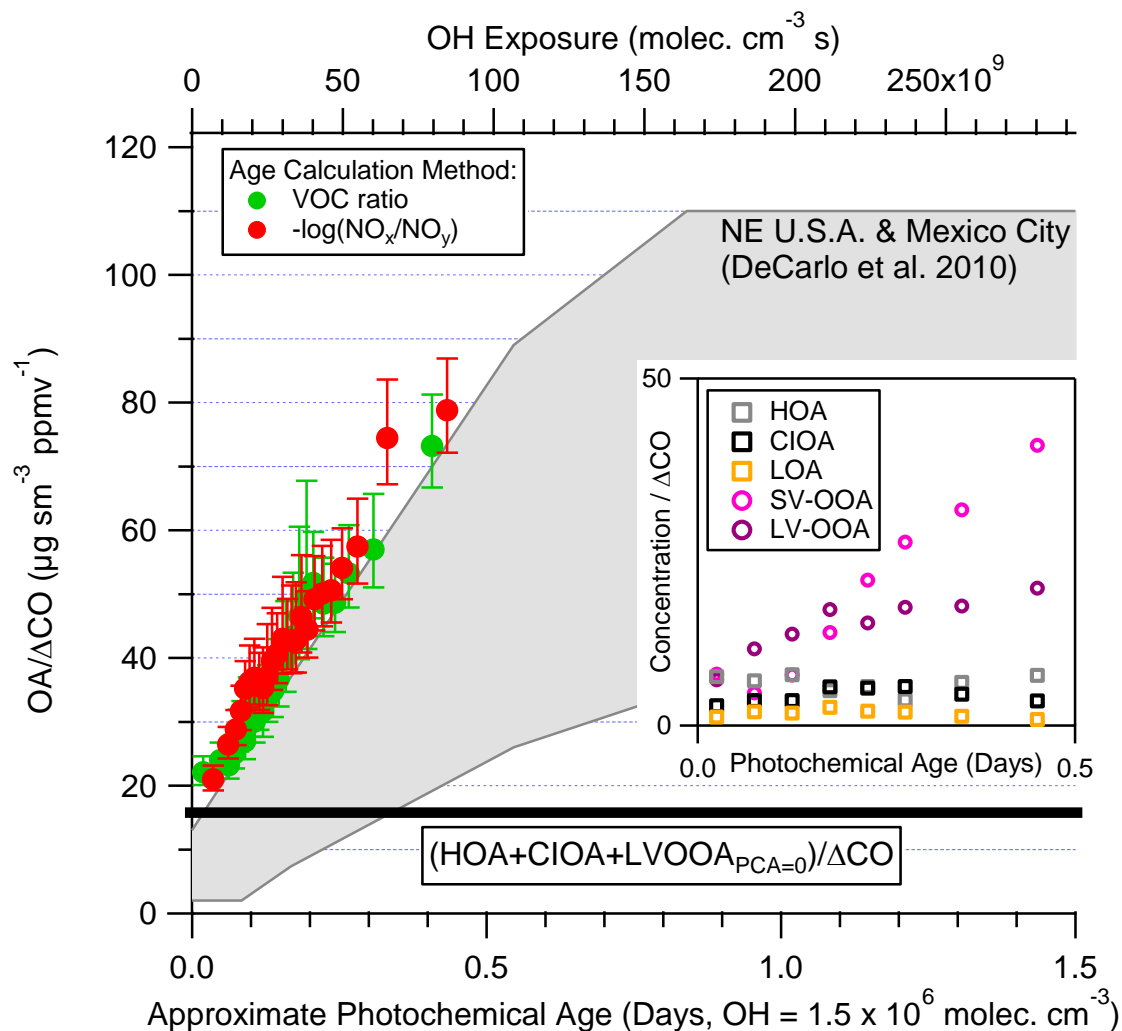 OH Exposure (molec. cm⁻³ s)
0 50 100 150 200 250x10⁹
120
100
80
60
40
20
0
OA/ΔCO (µg sm⁻³ ppmv⁻¹)
Age Calculation Method:
VOC ratio
-log(NOₓ/NOᵧ)
NE U.S.A. & Mexico City
(DeCarlo et al. 2010)
50
0
Concentration / ΔCO
HOA
CIOA
LOA
SV-OOA
LV-OOA
0.0 Photochemical Age (Days) 0.5
(HOA+CIOA+LVOOA_PCA=0)/ΔCO
0.0 0.5 1.0 1.5
Approximate Photochemical Age (Days, OH = 1.5 x 10⁶ molec. cm⁻³)